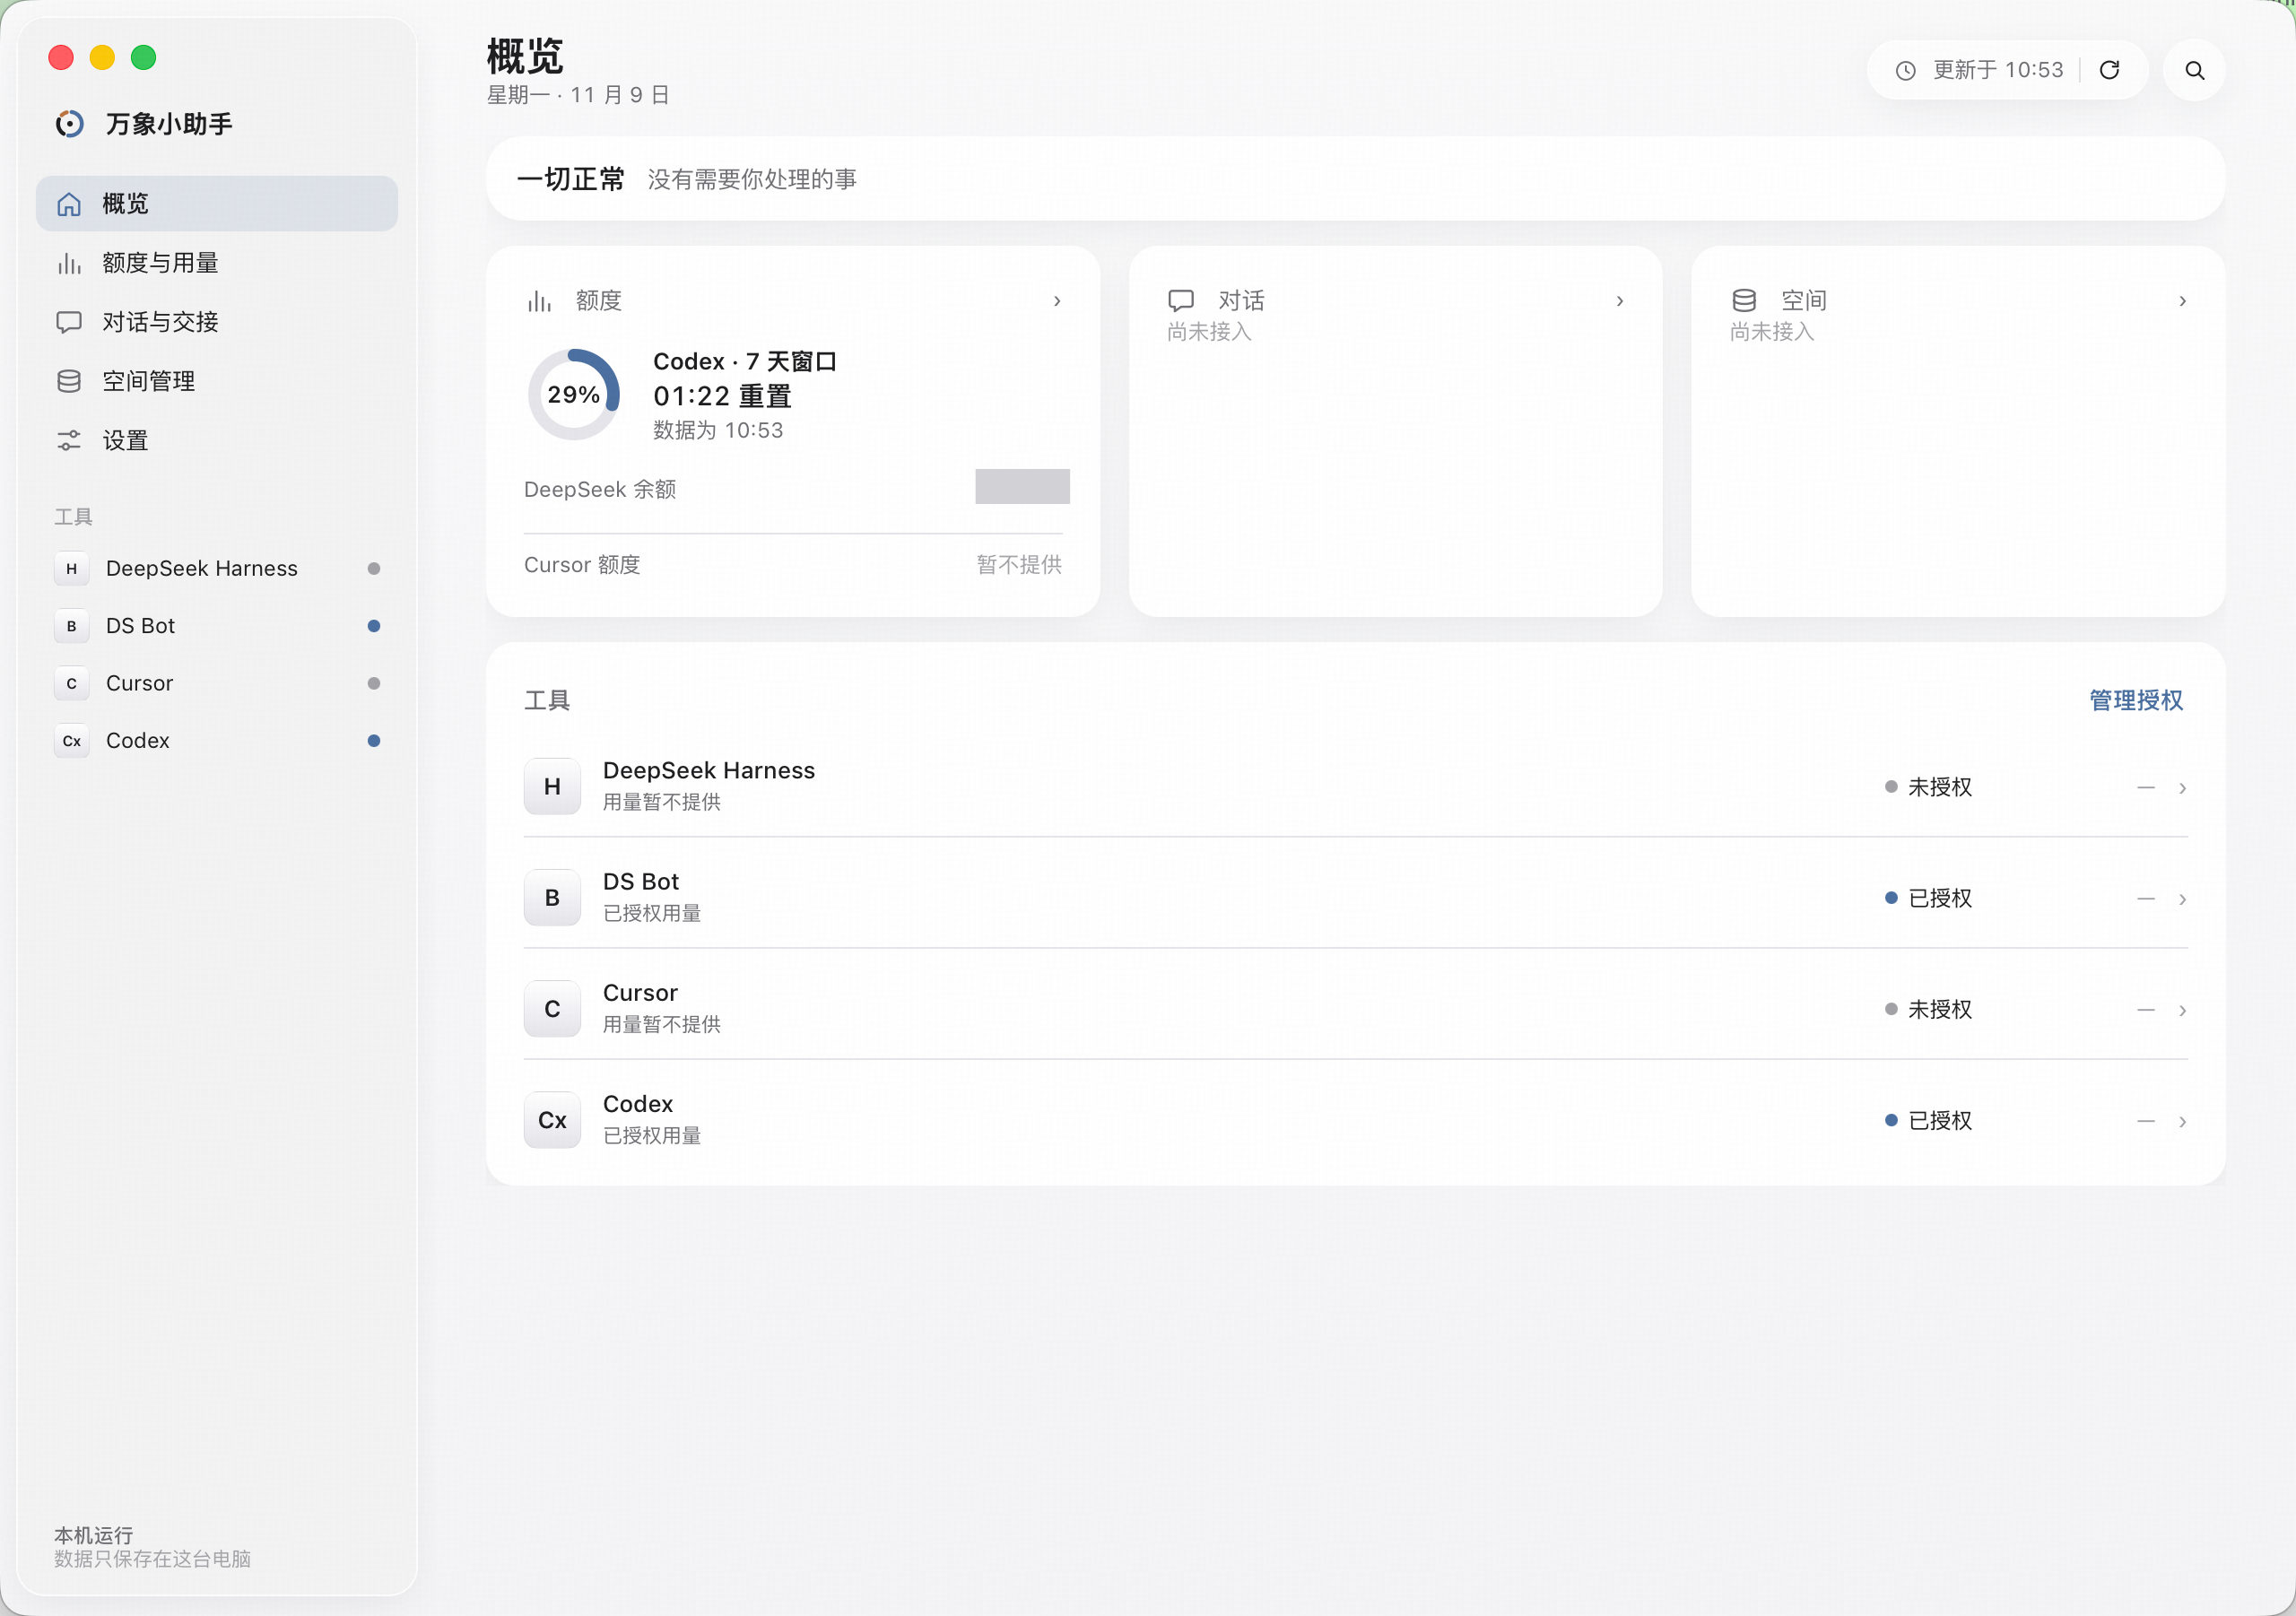 万象小助手
概览
额度与用量
对话与交接
空间管理
设置
工具
H DeepSeek Harness
B DS Bot
C Cursor
Cx Codex
本机运行
数据只保存在这台电脑
概览
星期一 · 11 月 9 日
更新于 10:53
一切正常 没有需要你处理的事
额度
29%
Codex · 7 天窗口
01:22 重置
数据为 10:53
DeepSeek 余额
Cursor 额度 暂不提供
对话
尚未接入
空间
尚未接入
工具 管理授权
H
DeepSeek Harness
用量暂不提供
未授权 —
B
DS Bot
已授权用量
已授权 —
C
Cursor
用量暂不提供
未授权 —
Cx
Codex
已授权用量
已授权 —